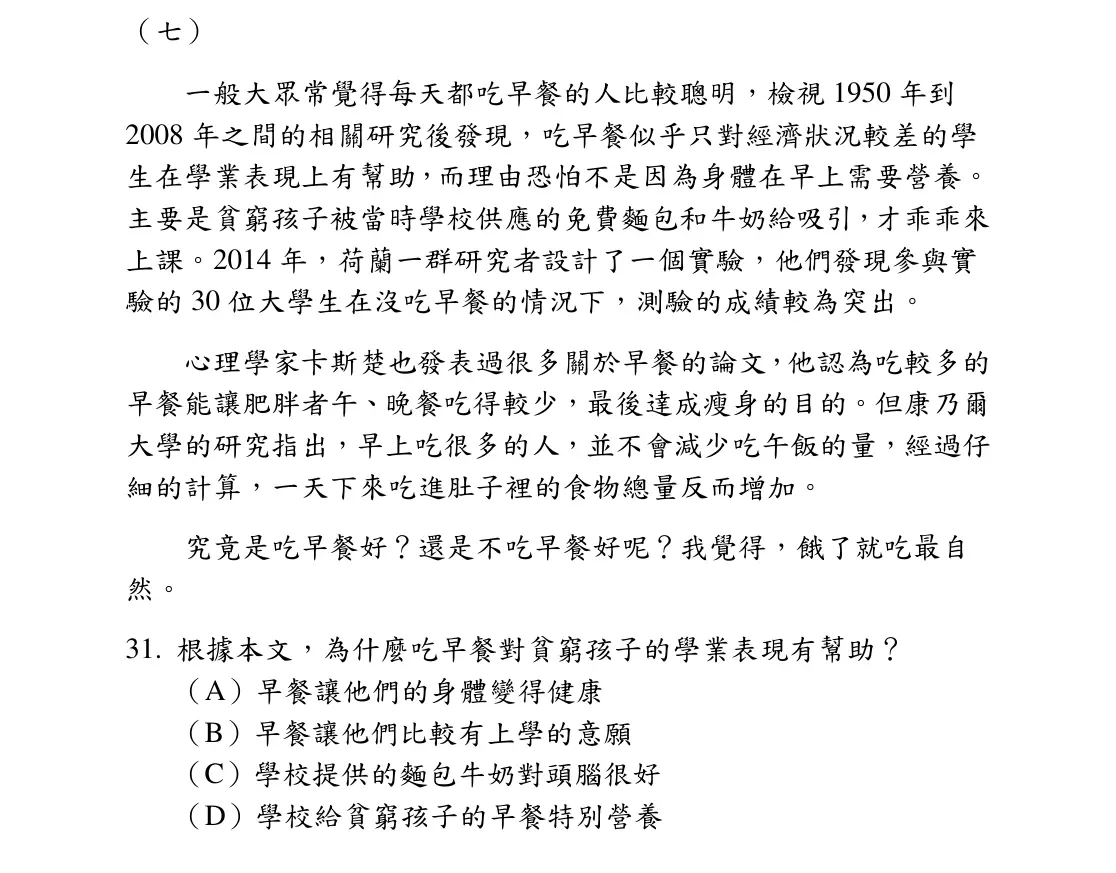 （七）
一般大眾常覺得每天都吃早餐的人比較聰明，檢視 1950 年到
2008 年之間的相關研究後發現，吃早餐似乎只對經濟狀況較差的學
生在學業表現上有幫助，而理由恐怕不是因為身體在早上需要營養。
主要是貧窮孩子被當時學校供應的免費麵包和牛奶給吸引，才乖乖來
上課。2014 年，荷蘭一群研究者設計了一個實驗，他們發現參與實
驗的 30 位大學生在沒吃早餐的情況下，測驗的成績較為突出。
心理學家卡斯楚也發表過很多關於早餐的論文，他認為吃較多的
早餐能讓肥胖者午、晚餐吃得較少，最後達成瘦身的目的。但康乃爾
大學的研究指出，早上吃很多的人，並不會減少吃午飯的量，經過仔
細的計算，一天下來吃進肚子裡的食物總量反而增加。
究竟是吃早餐好？還是不吃早餐好呢？我覺得，餓了就吃最自
然。
31. 根據本文，為什麼吃早餐對貧窮孩子的學業表現有幫助？
（A）早餐讓他們的身體變得健康
（B）早餐讓他們比較有上學的意願
（C）學校提供的麵包牛奶對頭腦很好
（D）學校給貧窮孩子的早餐特別營養